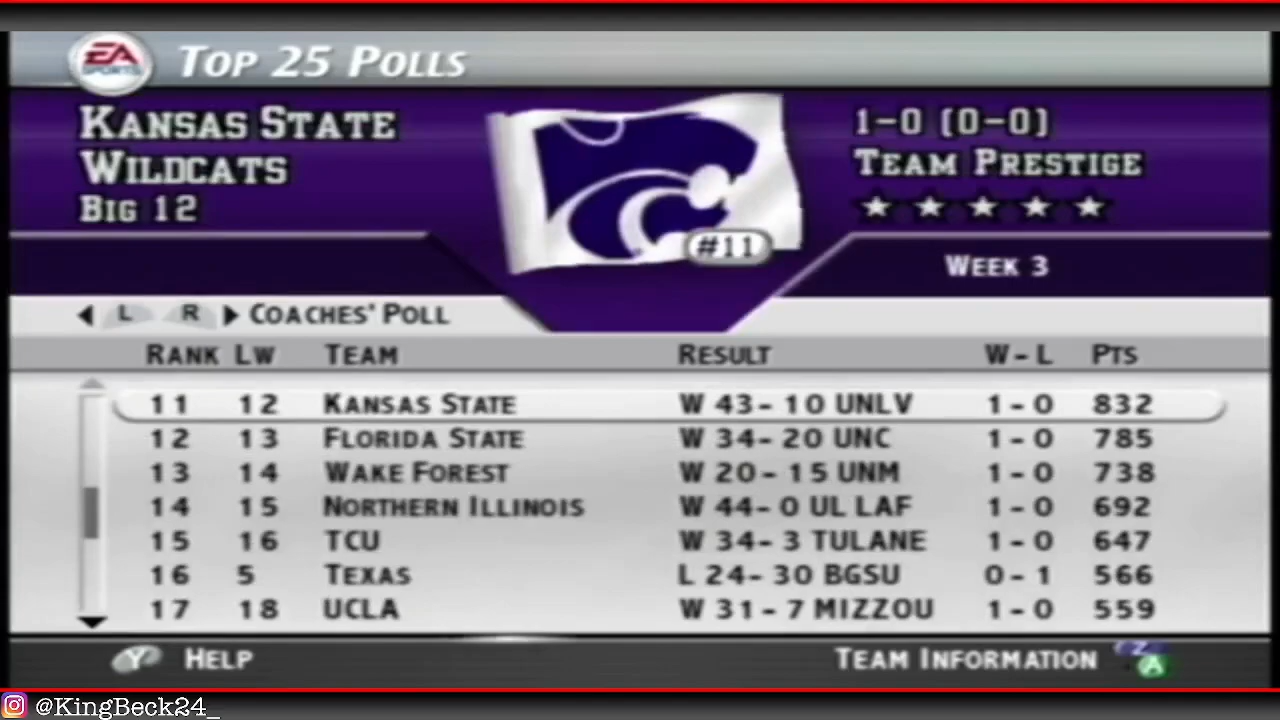 EA SPORTS TOP 25 POLLS
KANSAS STATE 1-0 (0-0)
WILDCATS TEAM PRESTIGE
BIG 12
#11
WEEK 3
L R COACHES' POLL
RANK LW TEAM RESULT W-L PTS
11 12 KANSAS STATE W 43-10 UNLV 1-0 832
12 13 FLORIDA STATE W 34-20 UNC 1-0 785
13 14 WAKE FOREST W 20-15 UNM 1-0 738
14 15 NORTHERN ILLINOIS W 44-0 UL LAF 1-0 692
15 16 TCU W 34-3 TULANE 1-0 647
16 5 TEXAS L 24-30 BGSU 0-1 566
17 18 UCLA W 31-7 MIZZOU 1-0 559
Y HELP TEAM INFORMATION Z A
@KingBeck24_